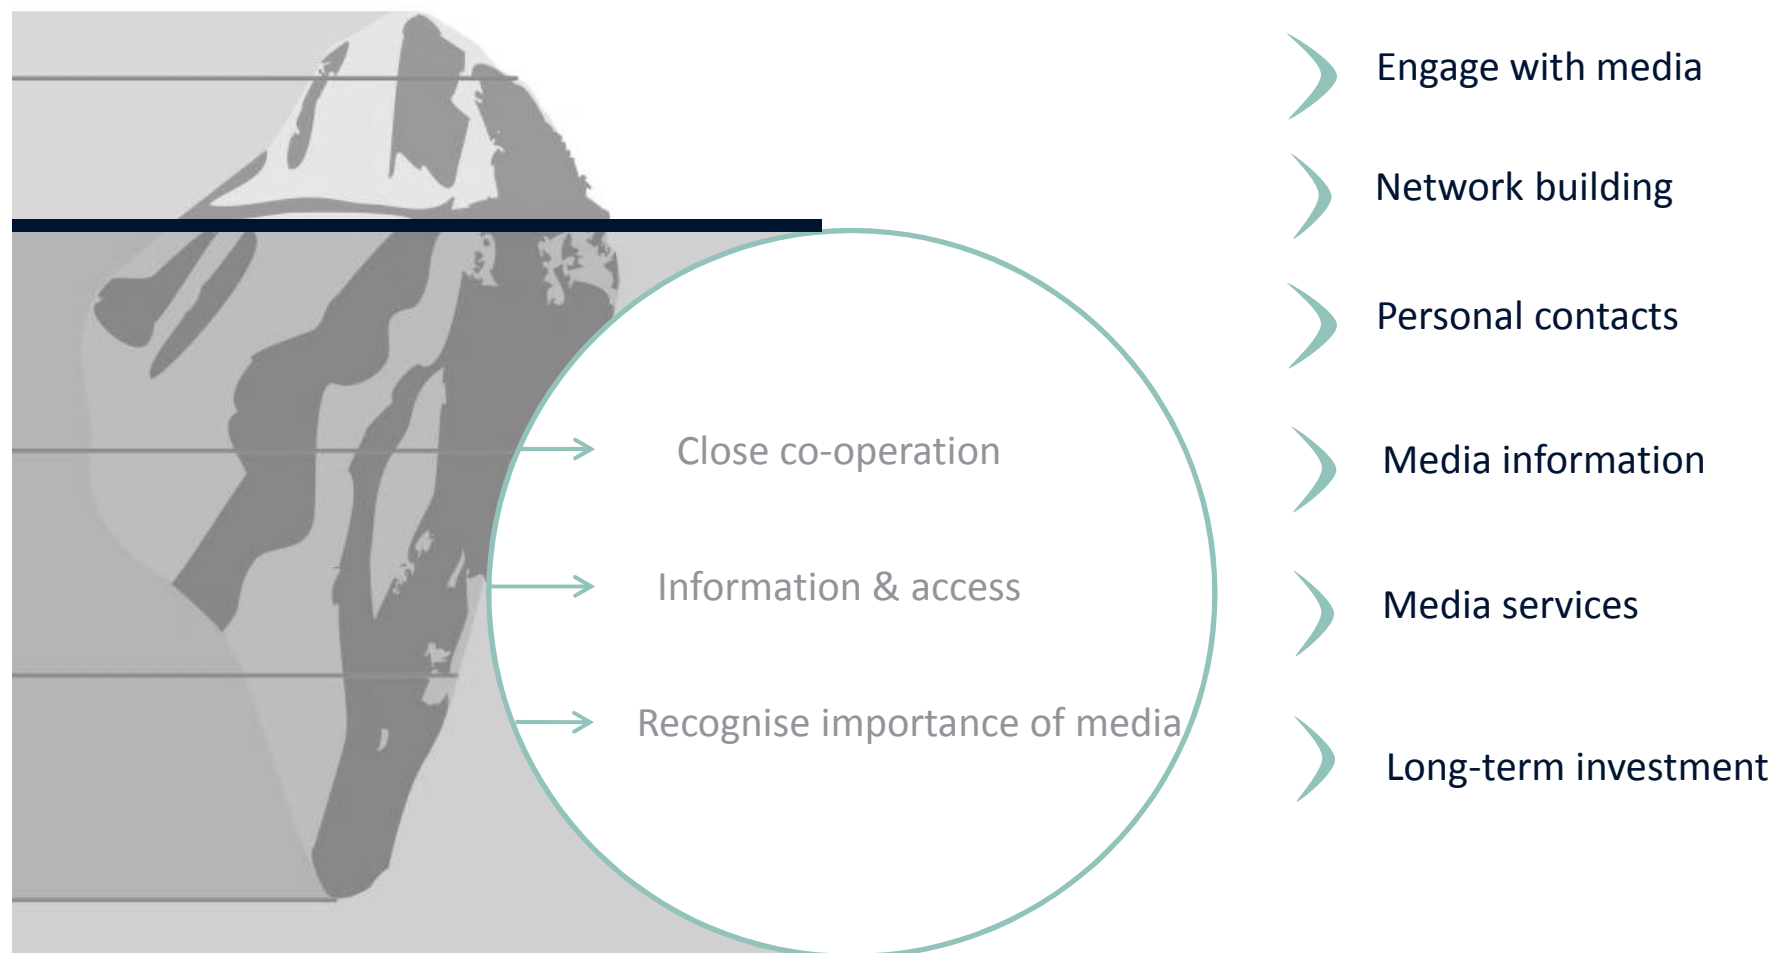 Engage with media
Network building
Personal contacts
Close co-operation
Media information
Information & access
Media services
Recognise importance of media
Long-term investment